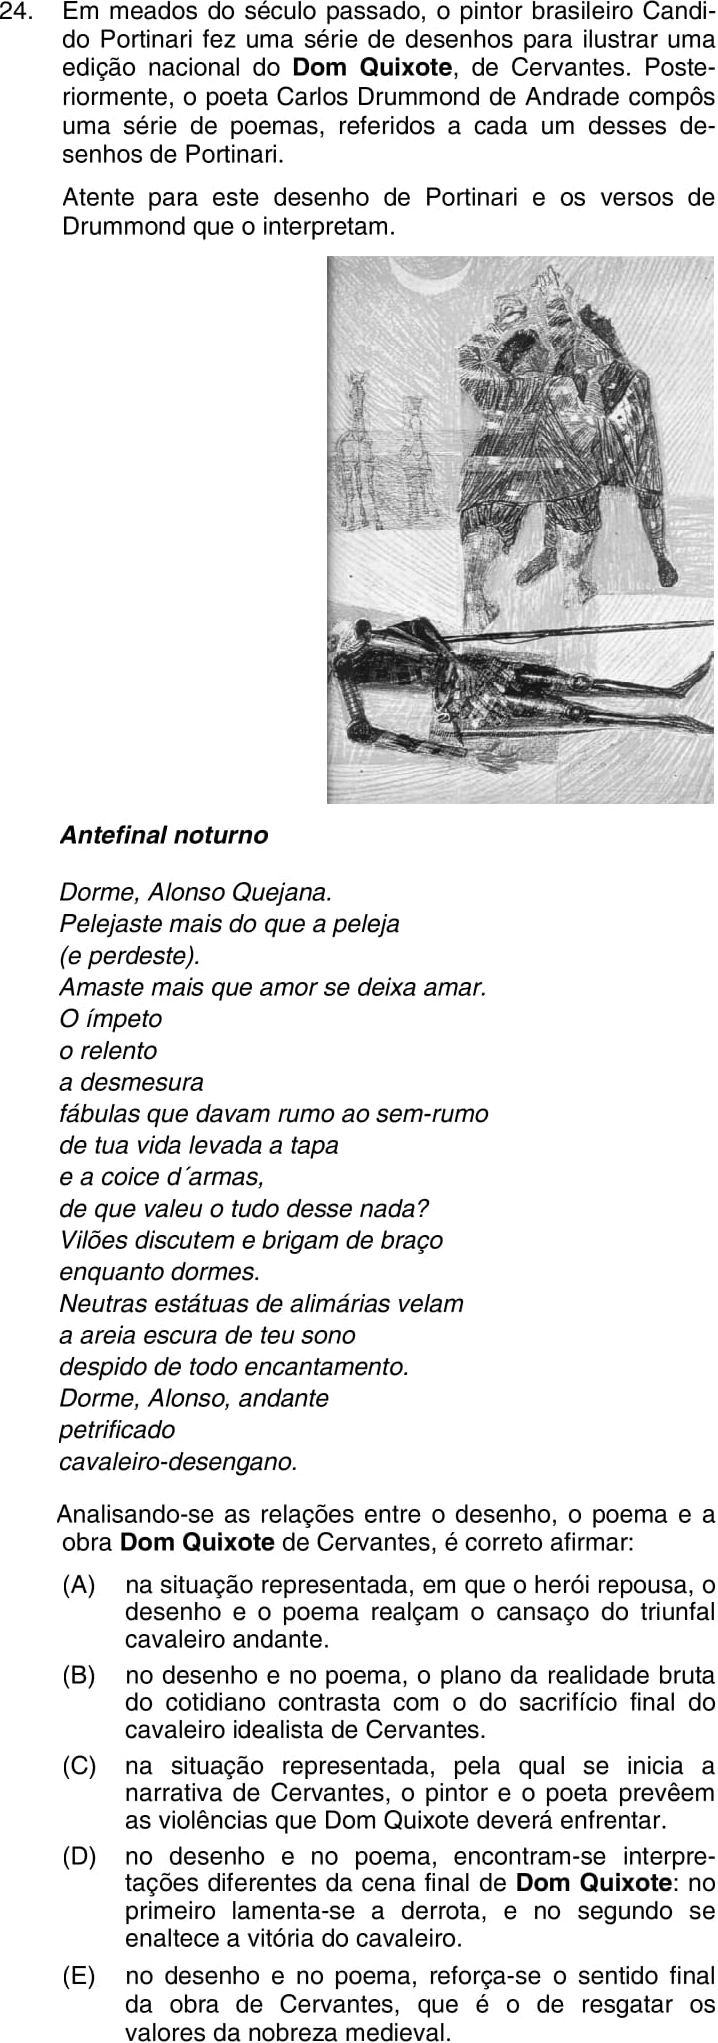 24. Em meados do século passado, o pintor brasileiro Candi-
do Portinari fez uma série de desenhos para ilustrar uma
edição nacional do Dom Quixote, de Cervantes. Poste-
riormente, o poeta Carlos Drummond de Andrade compôs
uma série de poemas, referidos a cada um desses de-
senhos de Portinari.
Atente para este desenho de Portinari e os versos de
Drummond que o interpretam.
Antefinal noturno
Dorme, Alonso Quejana.
Pelejaste mais do que a peleja
(e perdeste).
Amaste mais que amor se deixa amar.
O ímpeto
o relento
a desmesura
fábulas que davam rumo ao sem-rumo
de tua vida levada a tapa
e a coice d´armas,
de que valeu o tudo desse nada?
Vilões discutem e brigam de braço
enquanto dormes.
Neutras estátuas de alimárias velam
a areia escura de teu sono
despido de todo encantamento.
Dorme, Alonso, andante
petrificado
cavaleiro-desengano.
Analisando-se as relações entre o desenho, o poema e a
obra Dom Quixote de Cervantes, é correto afirmar:
(A) na situação representada, em que o herói repousa, o
desenho e o poema realçam o cansaço do triunfal
cavaleiro andante.
(B) no desenho e no poema, o plano da realidade bruta
do cotidiano contrasta com o do sacrifício final do
cavaleiro idealista de Cervantes.
(C) na situação representada, pela qual se inicia a
narrativa de Cervantes, o pintor e o poeta prevêem
as violências que Dom Quixote deverá enfrentar.
(D) no desenho e no poema, encontram-se interpre-
tações diferentes da cena final de Dom Quixote: no
primeiro lamenta-se a derrota, e no segundo se
enaltece a vitória do cavaleiro.
(E) no desenho e no poema, reforça-se o sentido final
da obra de Cervantes, que é o de resgatar os
valores da nobreza medieval.